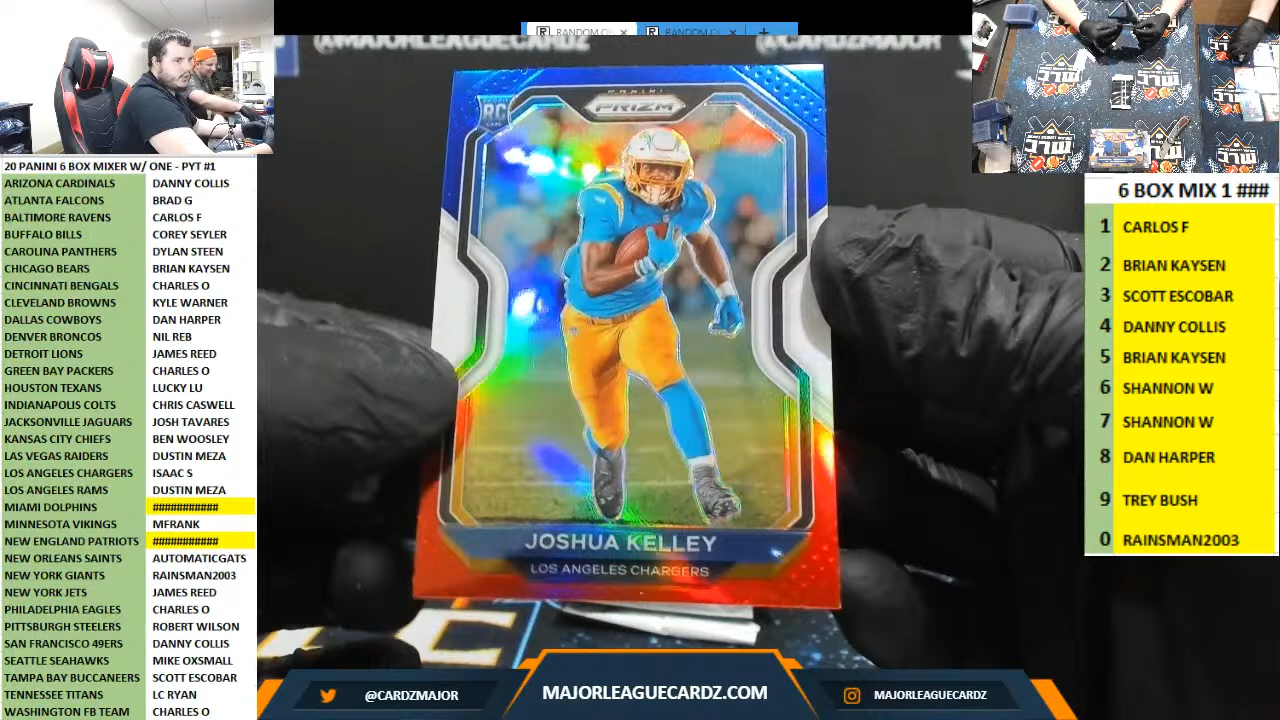 RANDOM
RANDOM
@MAJORLEAGUECARDZ
@CARDZMAJOR
20 PANINI 6 BOX MIXER W/ ONE - PYT #1
ARIZONA CARDINALS DANNY COLLIS
ATLANTA FALCONS BRAD G
BALTIMORE RAVENS CARLOS F
BUFFALO BILLS COREY SEYLER
CAROLINA PANTHERS DYLAN STEEN
CHICAGO BEARS BRIAN KAYSEN
CINCINNATI BENGALS CHARLES O
CLEVELAND BROWNS KYLE WARNER
DALLAS COWBOYS DAN HARPER
DENVER BRONCOS NIL REB
DETROIT LIONS JAMES REED
GREEN BAY PACKERS CHARLES O
HOUSTON TEXANS LUCKY LU
INDIANAPOLIS COLTS CHRIS CASWELL
JACKSONVILLE JAGUARS JOSH TAVARES
KANSAS CITY CHIEFS BEN WOOSLEY
LAS VEGAS RAIDERS DUSTIN MEZA
LOS ANGELES CHARGERS ISAAC S
LOS ANGELES RAMS DUSTIN MEZA
MIAMI DOLPHINS ###########
MINNESOTA VIKINGS MFRANK
NEW ENGLAND PATRIOTS ###########
NEW ORLEANS SAINTS AUTOMATICGATS
NEW YORK GIANTS RAINSMAN2003
NEW YORK JETS JAMES REED
PHILADELPHIA EAGLES CHARLES O
PITTSBURGH STEELERS ROBERT WILSON
SAN FRANCISCO 49ERS DANNY COLLIS
SEATTLE SEAHAWKS MIKE OXSMALL
TAMPA BAY BUCCANEERS SCOTT ESCOBAR
TENNESSEE TITANS LC RYAN
WASHINGTON FB TEAM CHARLES O
PANINI
PRIZM
RC
JOSHUA KELLEY
LOS ANGELES CHARGERS
6 BOX MIX 1 ###
1 CARLOS F
2 BRIAN KAYSEN
3 SCOTT ESCOBAR
4 DANNY COLLIS
5 BRIAN KAYSEN
6 SHANNON W
7 SHANNON W
8 DAN HARPER
9 TREY BUSH
0 RAINSMAN2003
@CARDZMAJOR
MAJORLEAGUECARDZ.COM
MAJORLEAGUECARDZ